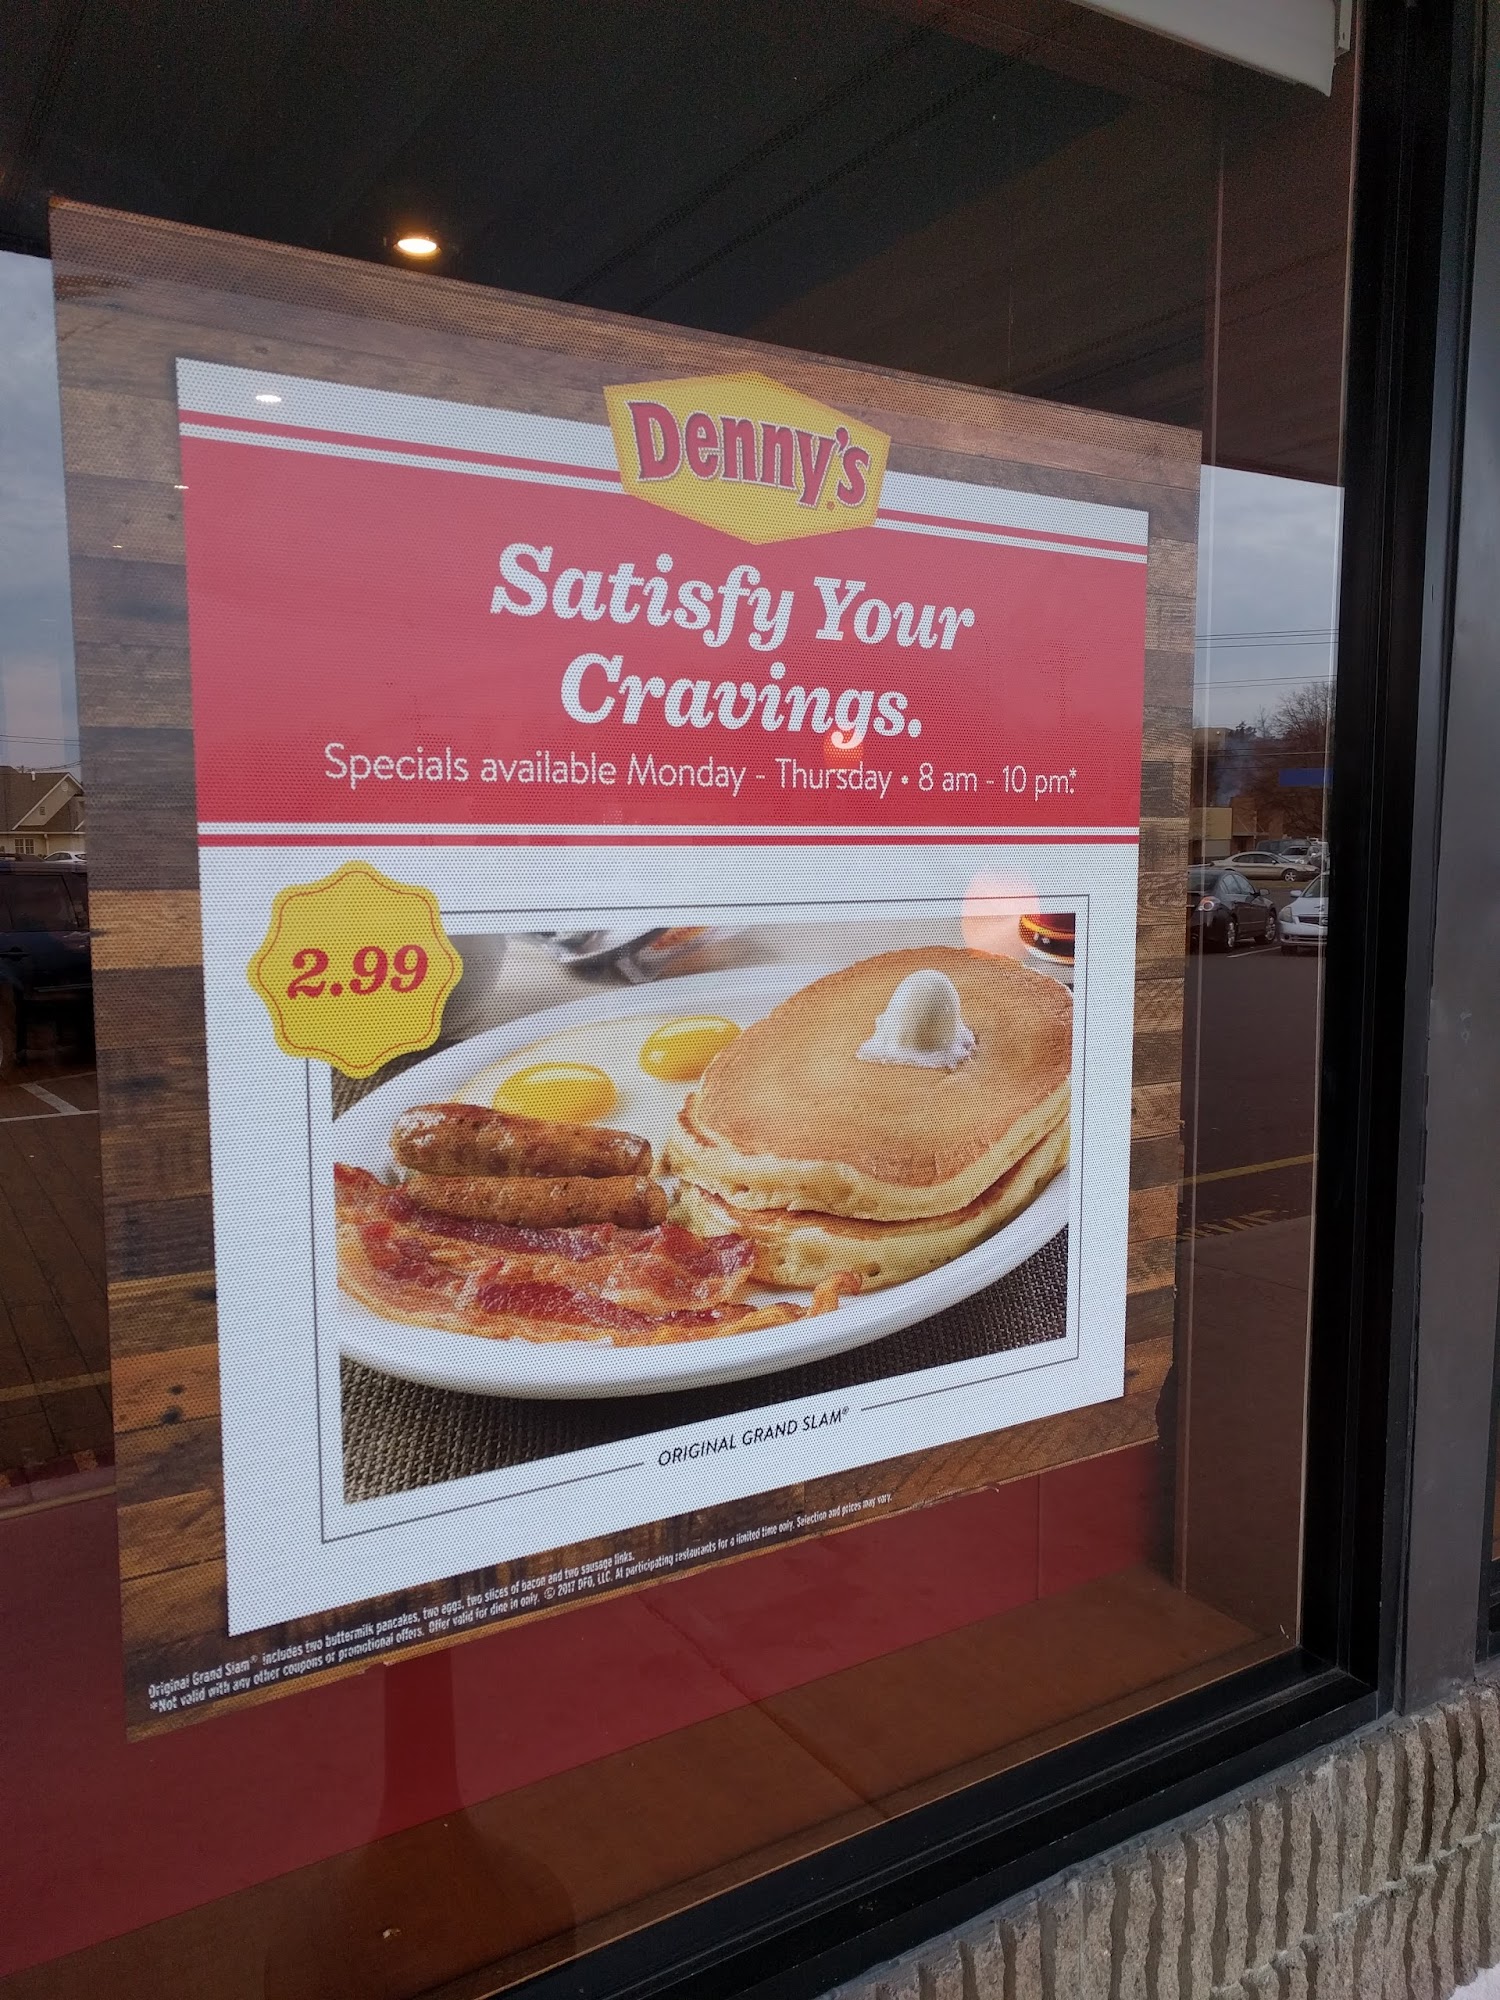 Denny's
Satisfy Your
Cravings.
Specials available Monday - Thursday • 8 am - 10 pm.*
2.99
ORIGINAL GRAND SLAM®
Original Grand Slam® includes two buttermilk pancakes, two eggs, two slices of bacon and two sausage links.
*Not valid with any other coupons or promotional offers. Offer valid for dine in only. © 2017 DFO, LLC. At participating restaurants for a limited time only. Selection and prices may vary.